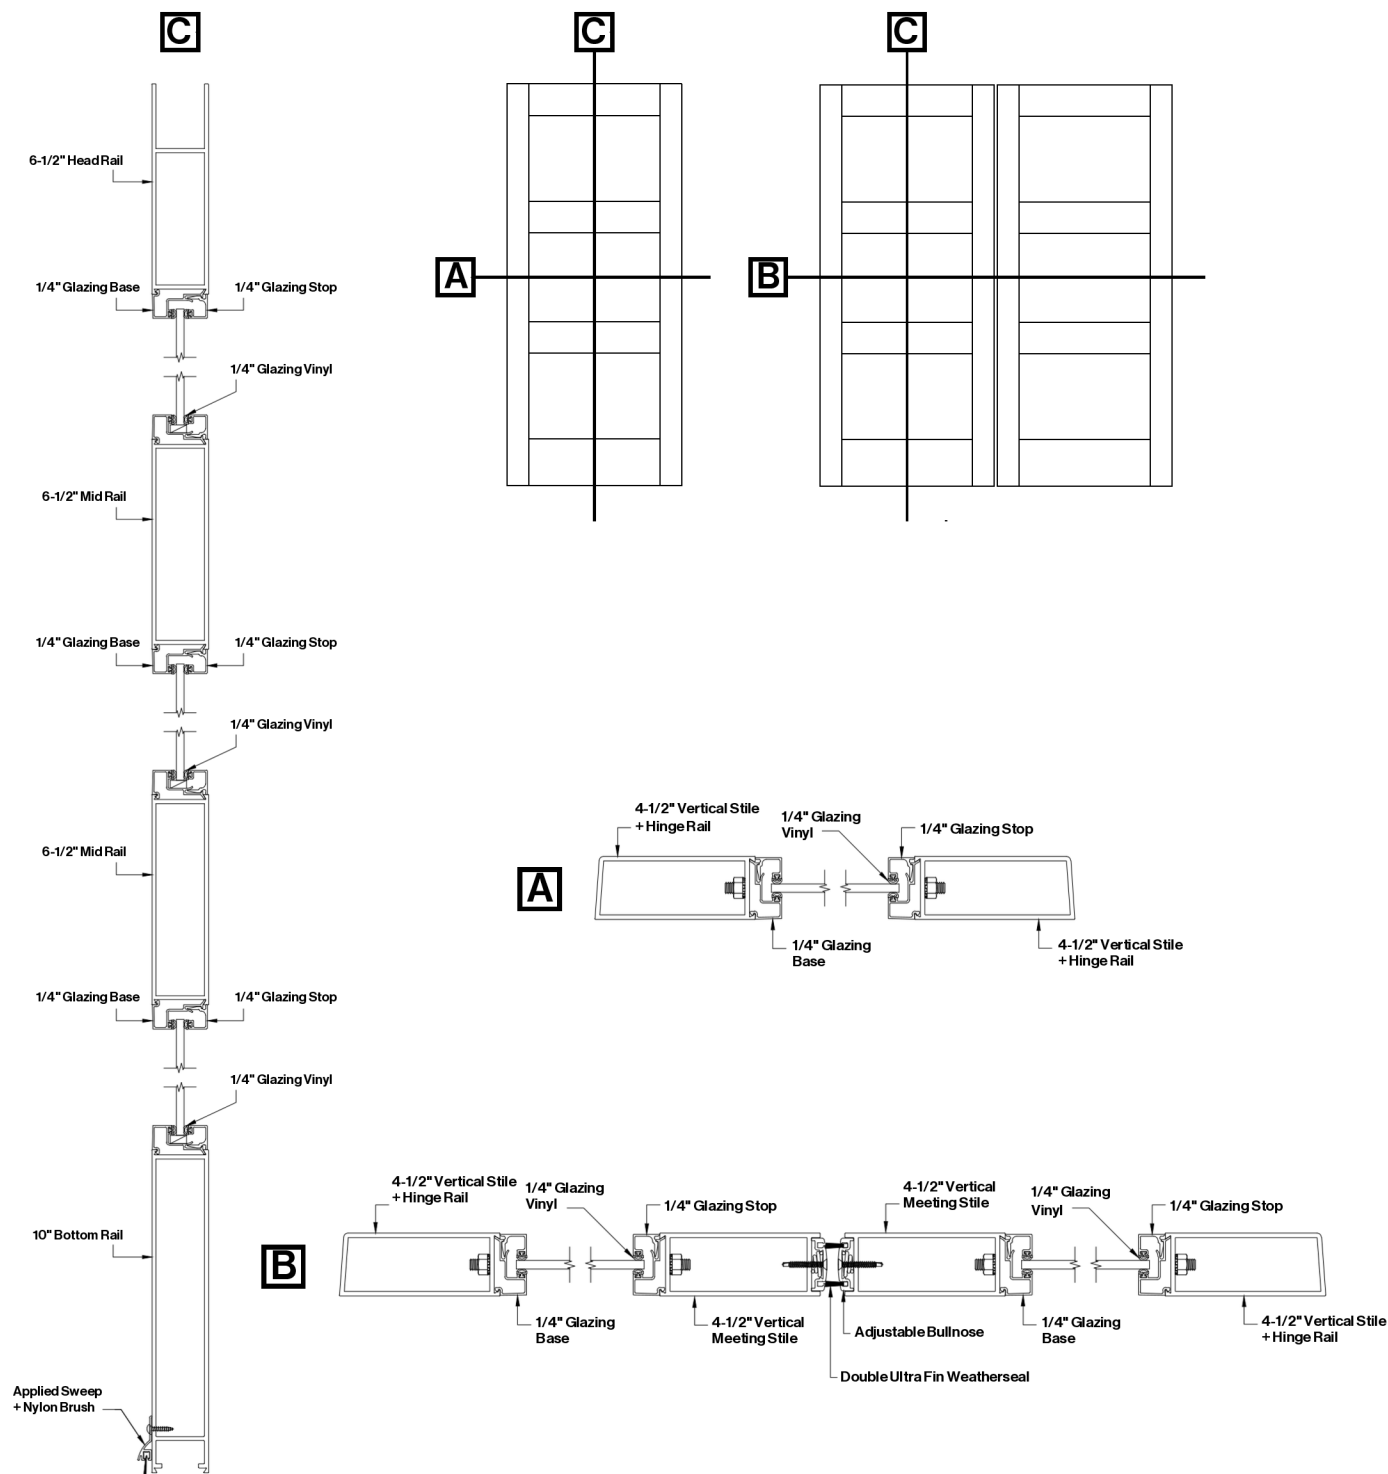 C
C
C
6-1/2" Head Rail
1/4" Glazing Base
1/4" Glazing Stop
A
B
1/4" Glazing Vinyl
6-1/2" Mid Rail
1/4" Glazing Base
1/4" Glazing Stop
1/4" Glazing Vinyl
6-1/2" Mid Rail
1/4" Glazing Base
1/4" Glazing Stop
1/4" Glazing Vinyl
10" Bottom Rail
Applied Sweep
+ Nylon Brush
A
4-1/2" Vertical Stile
+ Hinge Rail
1/4" Glazing
Vinyl
1/4" Glazing Stop
1/4" Glazing
Base
4-1/2" Vertical Stile
+ Hinge Rail
B
4-1/2" Vertical Stile
+ Hinge Rail
1/4" Glazing
Vinyl
1/4" Glazing Stop
4-1/2" Vertical
Meeting Stile
1/4" Glazing
Vinyl
1/4" Glazing Stop
1/4" Glazing
Base
4-1/2" Vertical
Meeting Stile
Adjustable Bullnose
Double Ultra Fin Weatherseal
1/4" Glazing
Base
4-1/2" Vertical Stile
+ Hinge Rail